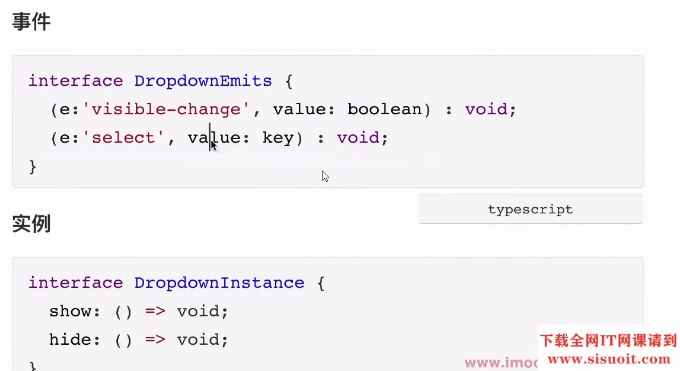 事件
interface DropdownEmits {
(e:'visible-change', value: boolean) : void;
(e:'select', value: key) : void;
}
typescript
实例
interface DropdownInstance {
show: () => void;
hide: () => void;
}
下载全网IT网课请到
www.imoc
www.sisuoit.com